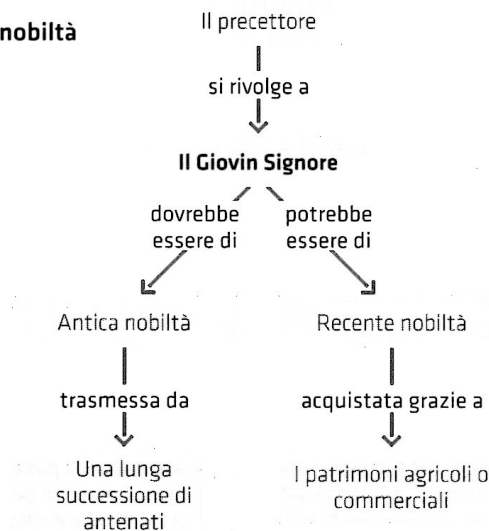 nobiltà
Il precettore
si rivolge a
Il Giovin Signore
dovrebbe
essere di
potrebbe
essere di
Antica nobiltà
Recente nobiltà
trasmessa da
acquistata grazie a
Una lunga
successione di
antenati
I patrimoni agricoli o
commerciali